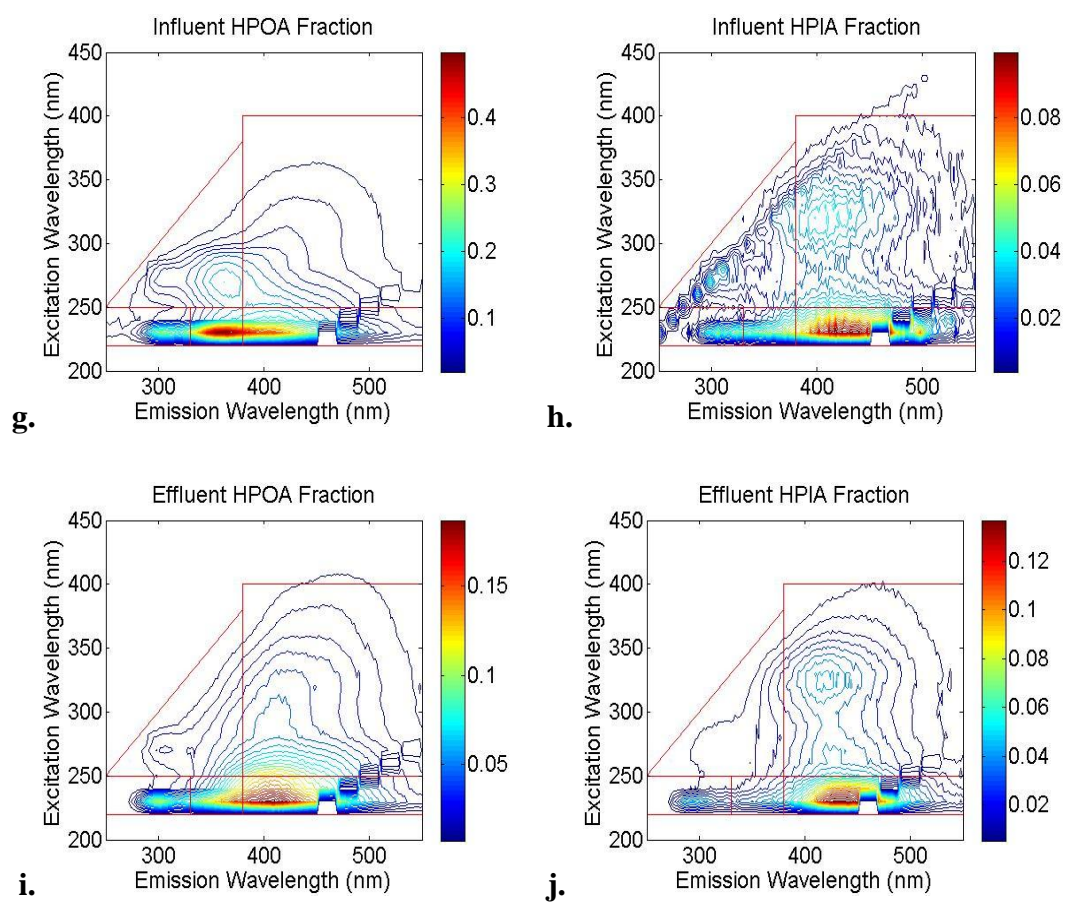 Influent HPOA Fraction
450
400
350
300
250
200
Excitation Wavelength (nm)
300 400 500
Emission Wavelength (nm)
0.4
0.3
0.2
0.1
g.
Influent HPIA Fraction
450
400
350
300
250
200
Excitation Wavelength (nm)
300 400 500
Emission Wavelength (nm)
0.08
0.06
0.04
0.02
h.
Effluent HPOA Fraction
450
400
350
300
250
200
Excitation Wavelength (nm)
300 400 500
Emission Wavelength (nm)
0.15
0.1
0.05
i.
Effluent HPIA Fraction
450
400
350
300
250
200
Excitation Wavelength (nm)
300 400 500
Emission Wavelength (nm)
0.12
0.1
0.08
0.06
0.04
0.02
j.